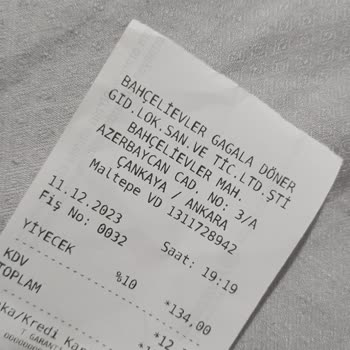 BAHÇELİEVLER GAGALA DÖNER
GID.LOK.SAN.VE TİC.LTD.ŞTİ
BAHÇELİEVLER MAH.
AZERBAYCAN CAD. NO: 3/A
ÇANKAYA / ANKARA
Maltepe VD 1311728942
11.12.2023 Saat: 19:19
Fiş No: 0032
YİYECEK %10 *134,00
KDV *12,
TOPLAM
T GARANTİ